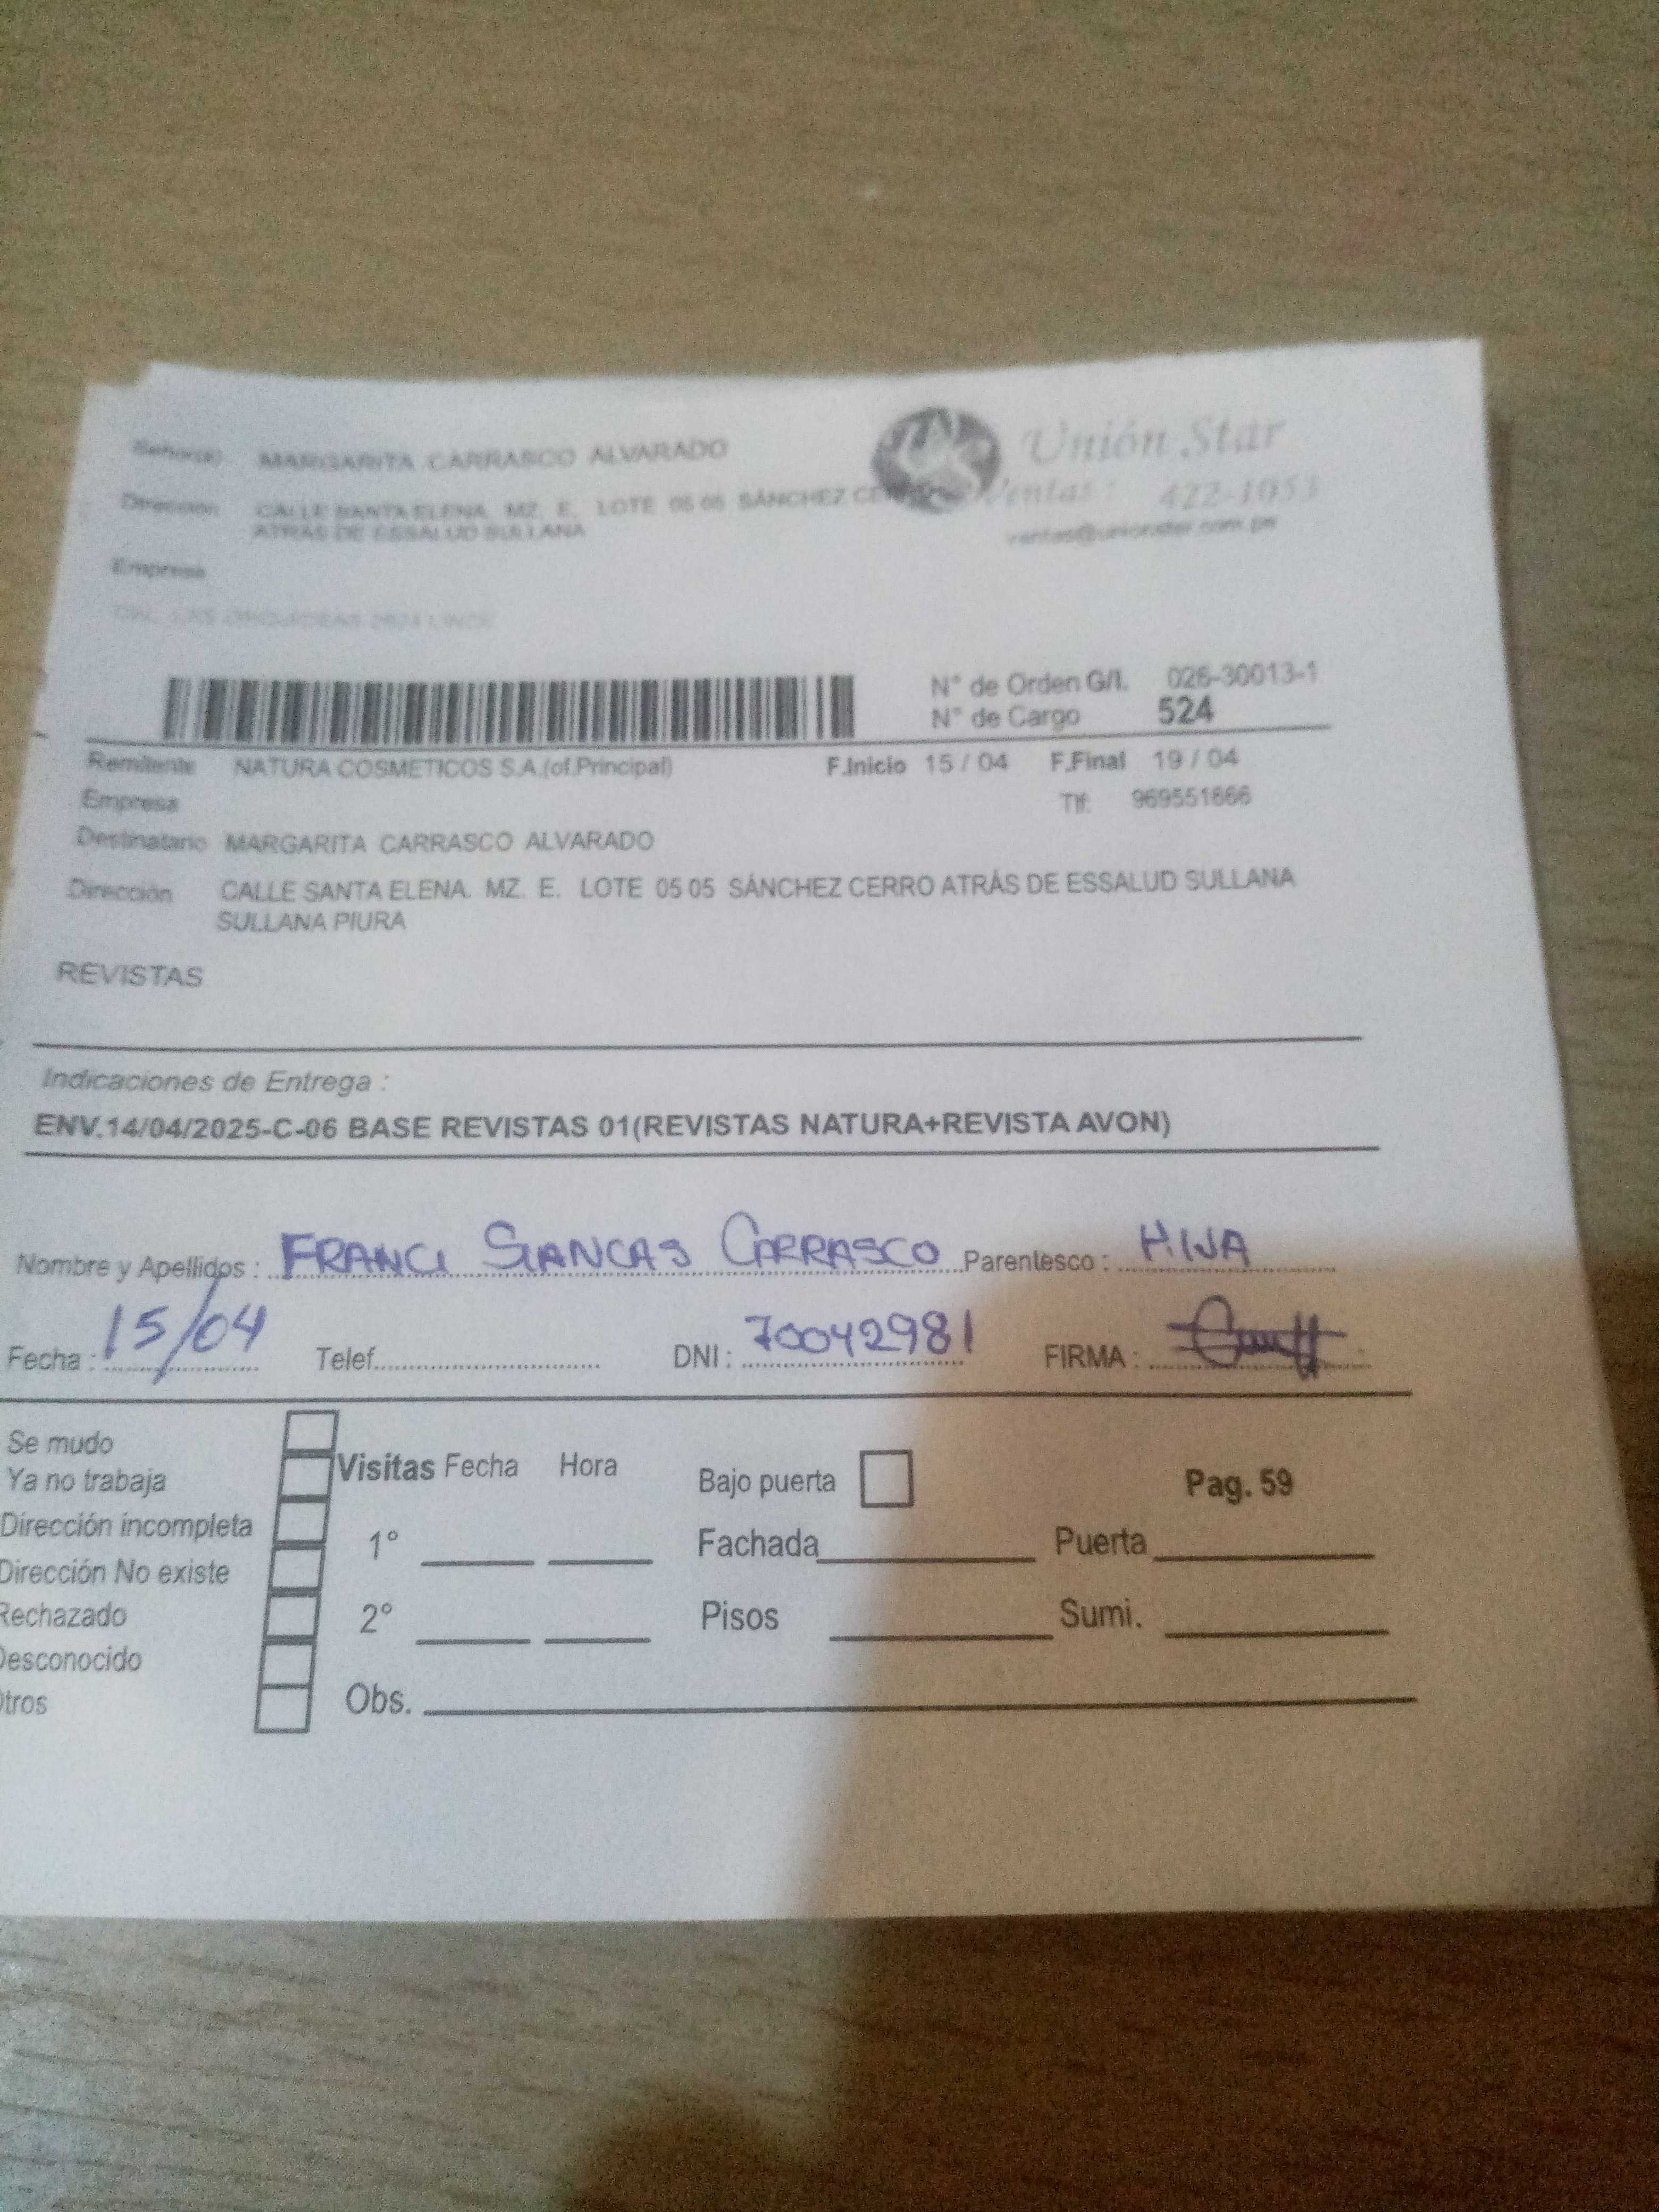 Señor(a) MARGARITA CARRASCO ALVARADO
Unión Star
Dirección CALLE SANTA ELENA. MZ. E. LOTE 05 05 SÁNCHEZ
ATRÁS DE ESSALUD SULLANA
Ventas : 422-1053
ventas@unionstar.com.pe
Empresa
N° de Orden G/I. 026-30013-1
N° de Cargo 524
Remitente NATURA COSMETICOS S.A.(of.Principal) F.Inicio 15 / 04 F.Final 19 / 04
Empresa Tlf: 969551866
Destinatario MARGARITA CARRASCO ALVARADO
Dirección CALLE SANTA ELENA. MZ. E. LOTE 05 05 SÁNCHEZ CERRO ATRÁS DE ESSALUD SULLANA
SULLANA PIURA
REVISTAS
Indicaciones de Entrega :
ENV.14/04/2025-C-06 BASE REVISTAS 01(REVISTAS NATURA+REVISTA AVON)
Nombre y Apellidos : FRANCI SIANCAS CARRASCO Parentesco : HIJA
Fecha : 15/04 Telef. DNI : 70042981 FIRMA :
Se mudo
Ya no trabaja
Dirección incompleta
Dirección No existe
Rechazado
Desconocido
Otros
Visitas Fecha Hora
1°
2°
Obs.
Bajo puerta Pag. 59
Fachada Puerta
Pisos Sumi.